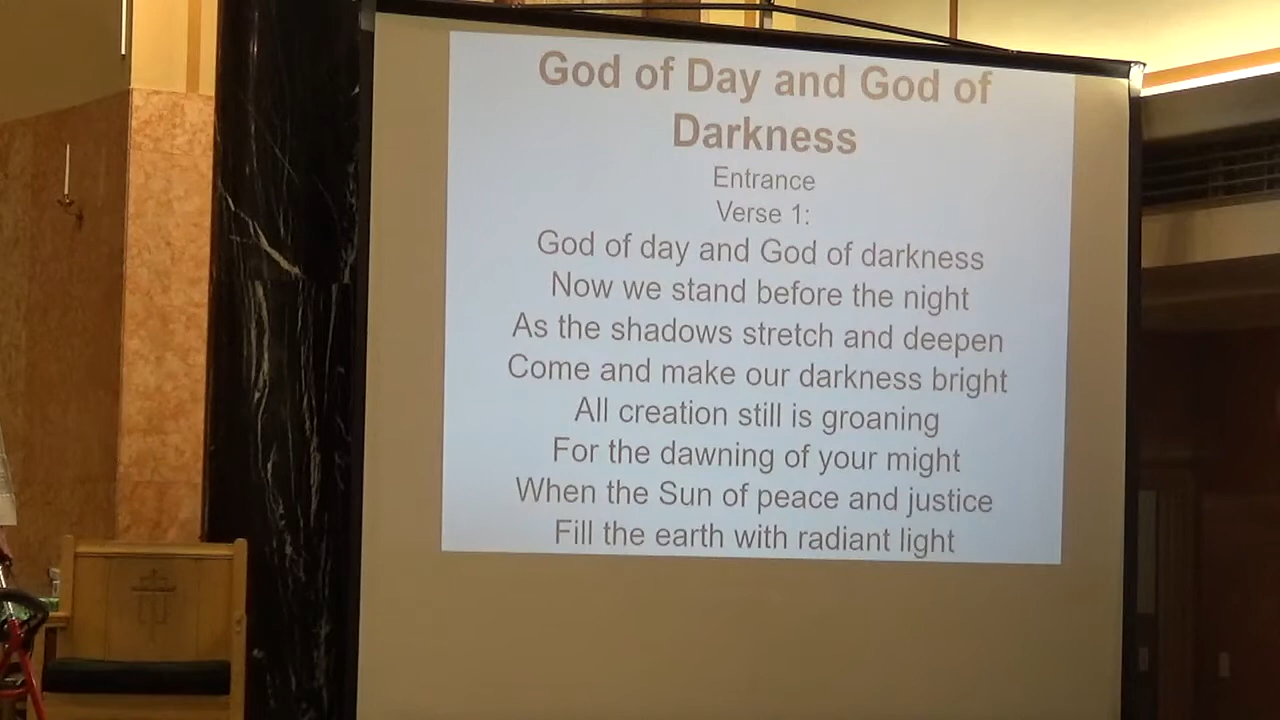 God of Day and God of
Darkness
Entrance
Verse 1:
God of day and God of darkness
Now we stand before the night
As the shadows stretch and deepen
Come and make our darkness bright
All creation still is groaning
For the dawning of your might
When the Sun of peace and justice
Fill the earth with radiant light